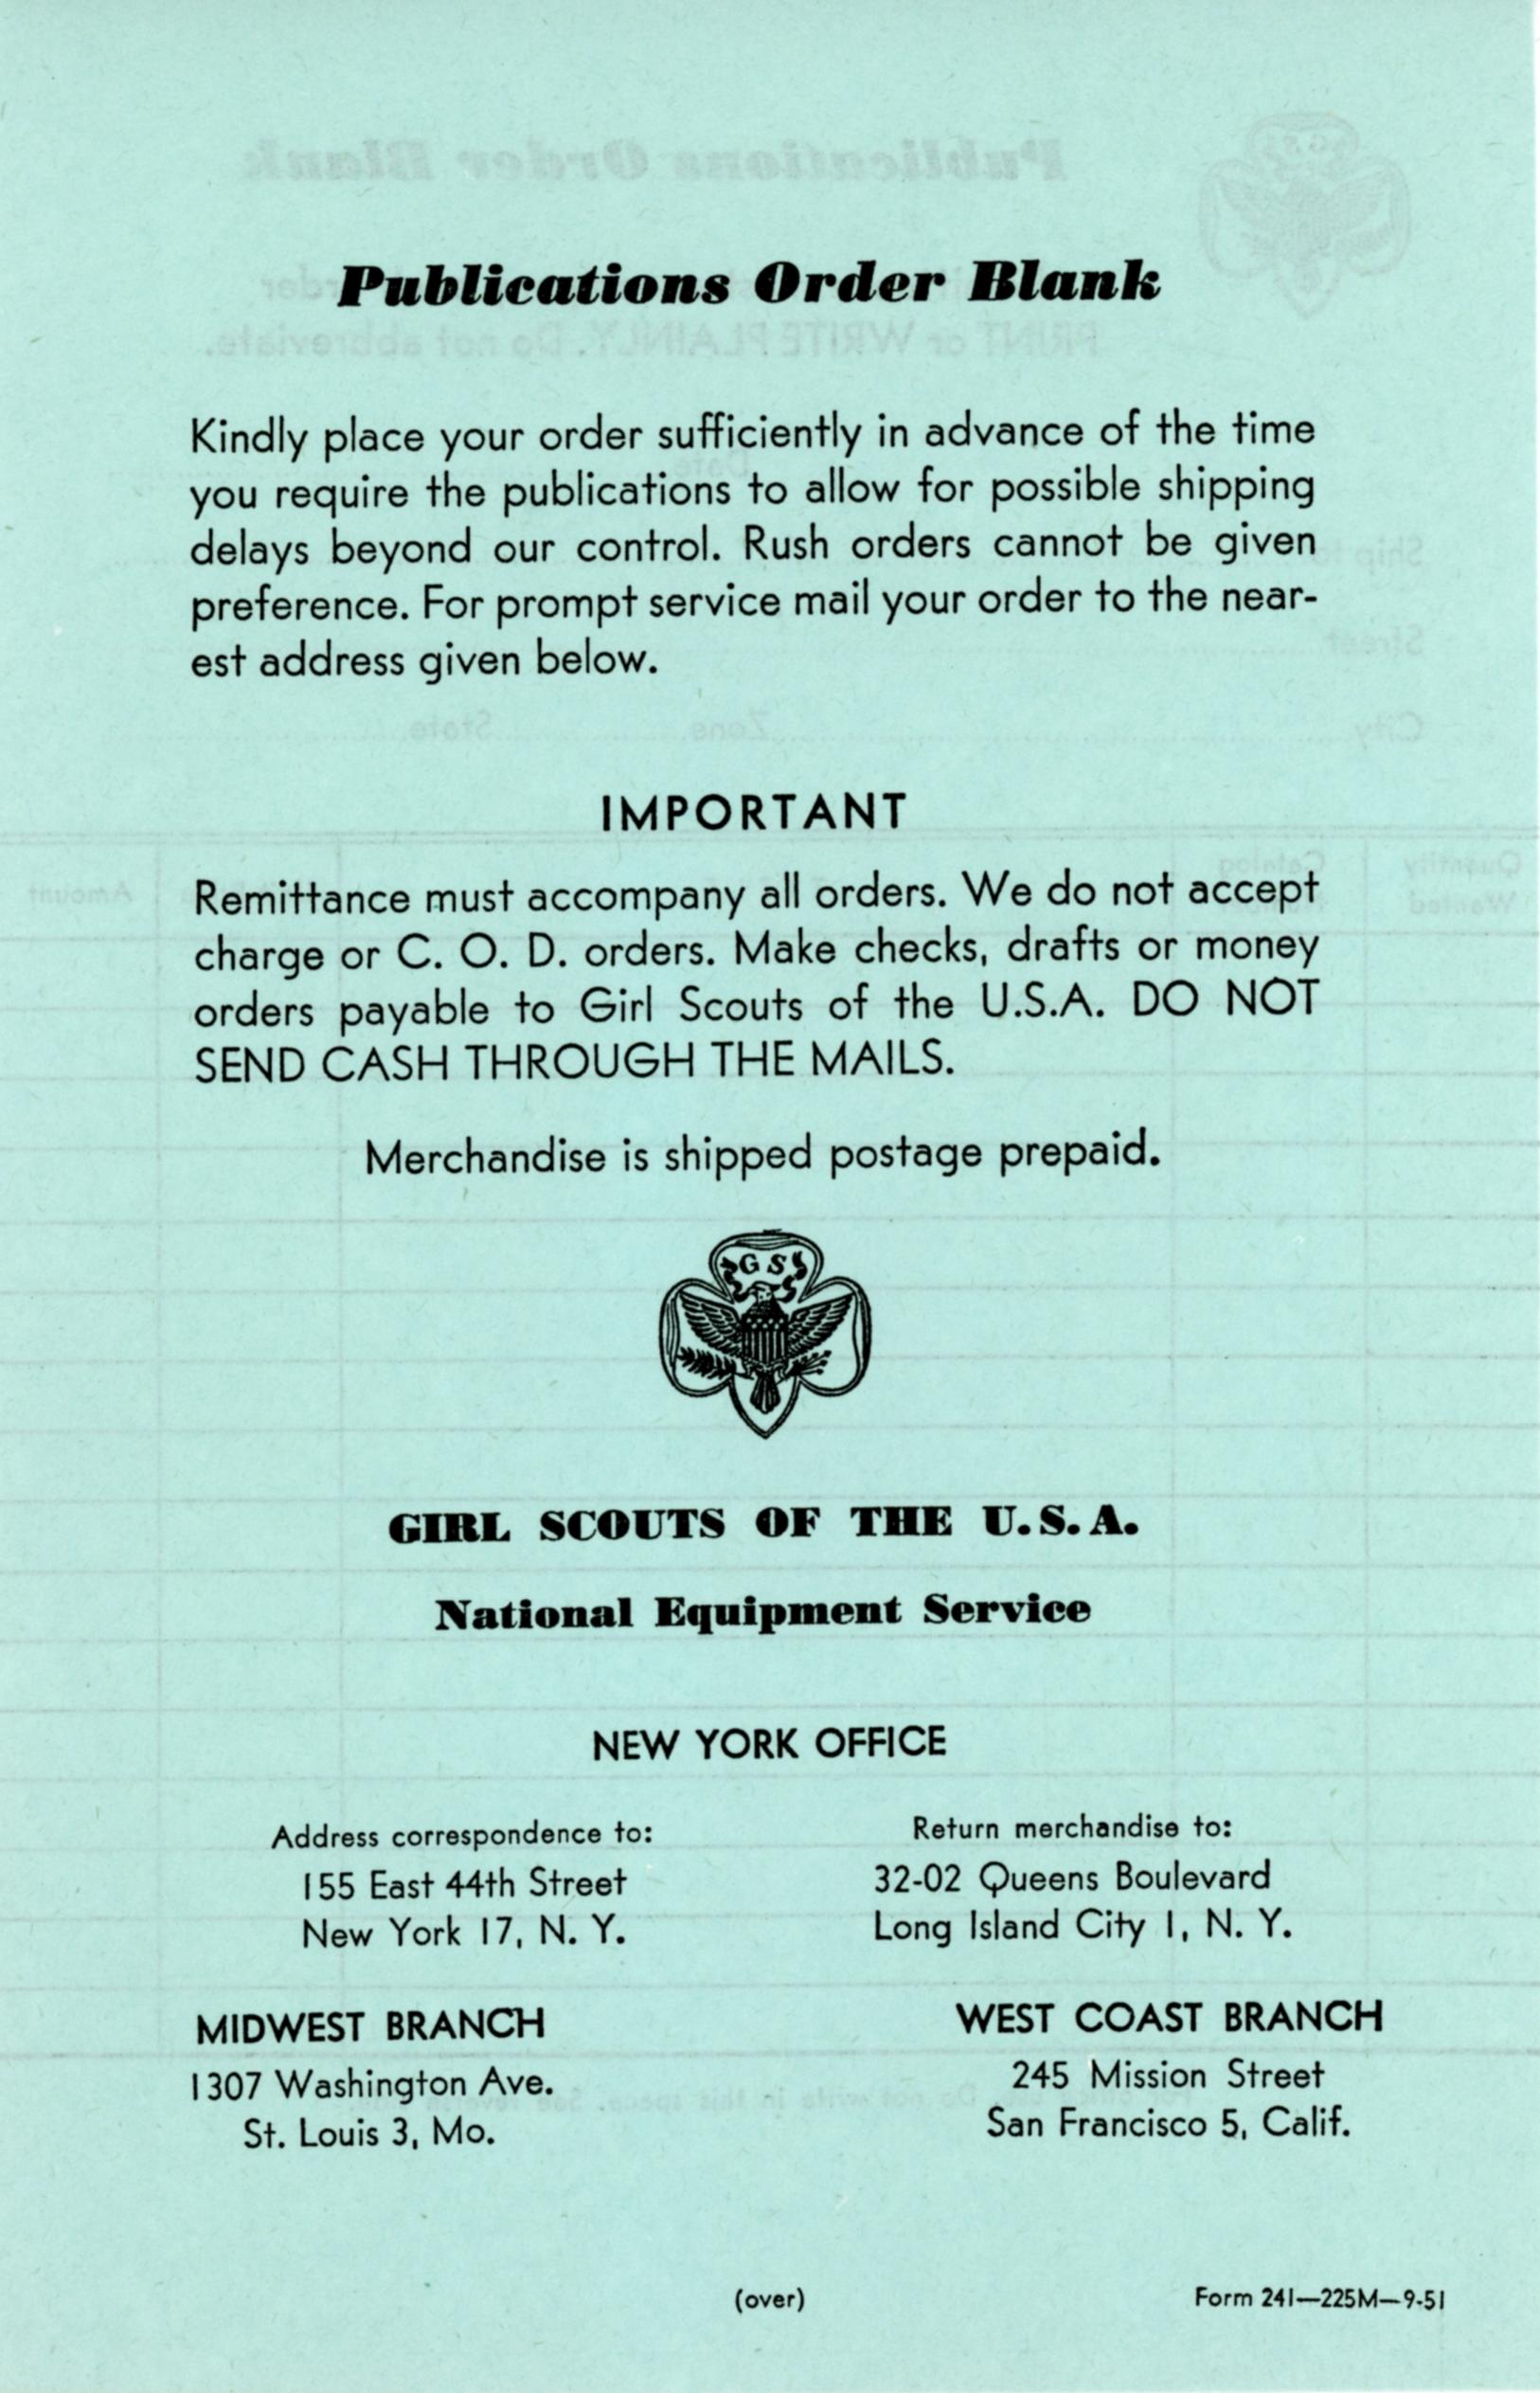 Publications Order Blank
Kindly place your order sufficiently in advance of the time
you require the publications to allow for possible shipping
delays beyond our control. Rush orders cannot be given
preference. For prompt service mail your order to the near-
est address given below.
IMPORTANT
Remittance must accompany all orders. We do not accept
charge or C. O. D. orders. Make checks, drafts or money
orders payable to Girl Scouts of the U.S.A. DO NOT
SEND CASH THROUGH THE MAILS.
Merchandise is shipped postage prepaid.
GS
GIRL SCOUTS OF THE U.S.A.
National Equipment Service
NEW YORK OFFICE
Address correspondence to:
155 East 44th Street
New York 17, N. Y.
Return merchandise to:
32-02 Queens Boulevard
Long Island City 1, N. Y.
MIDWEST BRANCH
1307 Washington Ave.
St. Louis 3, Mo.
WEST COAST BRANCH
245 Mission Street
San Francisco 5, Calif.
(over)
Form 241—225M—9-51